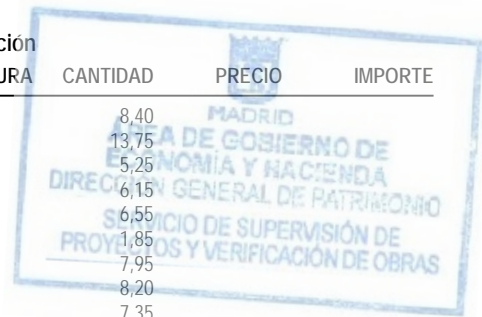 ción
URA CANTIDAD PRECIO IMPORTE
8,40
13,75
5,25
6,15
6,55
1,85
7,95
8,20
7,35
MADRID
ÁREA DE GOBIERNO DE
ECONOMÍA Y HACIENDA
DIRECCIÓN GENERAL DE PATRIMONIO
SERVICIO DE SUPERVISIÓN DE
PROYECTOS Y VERIFICACIÓN DE OBRAS